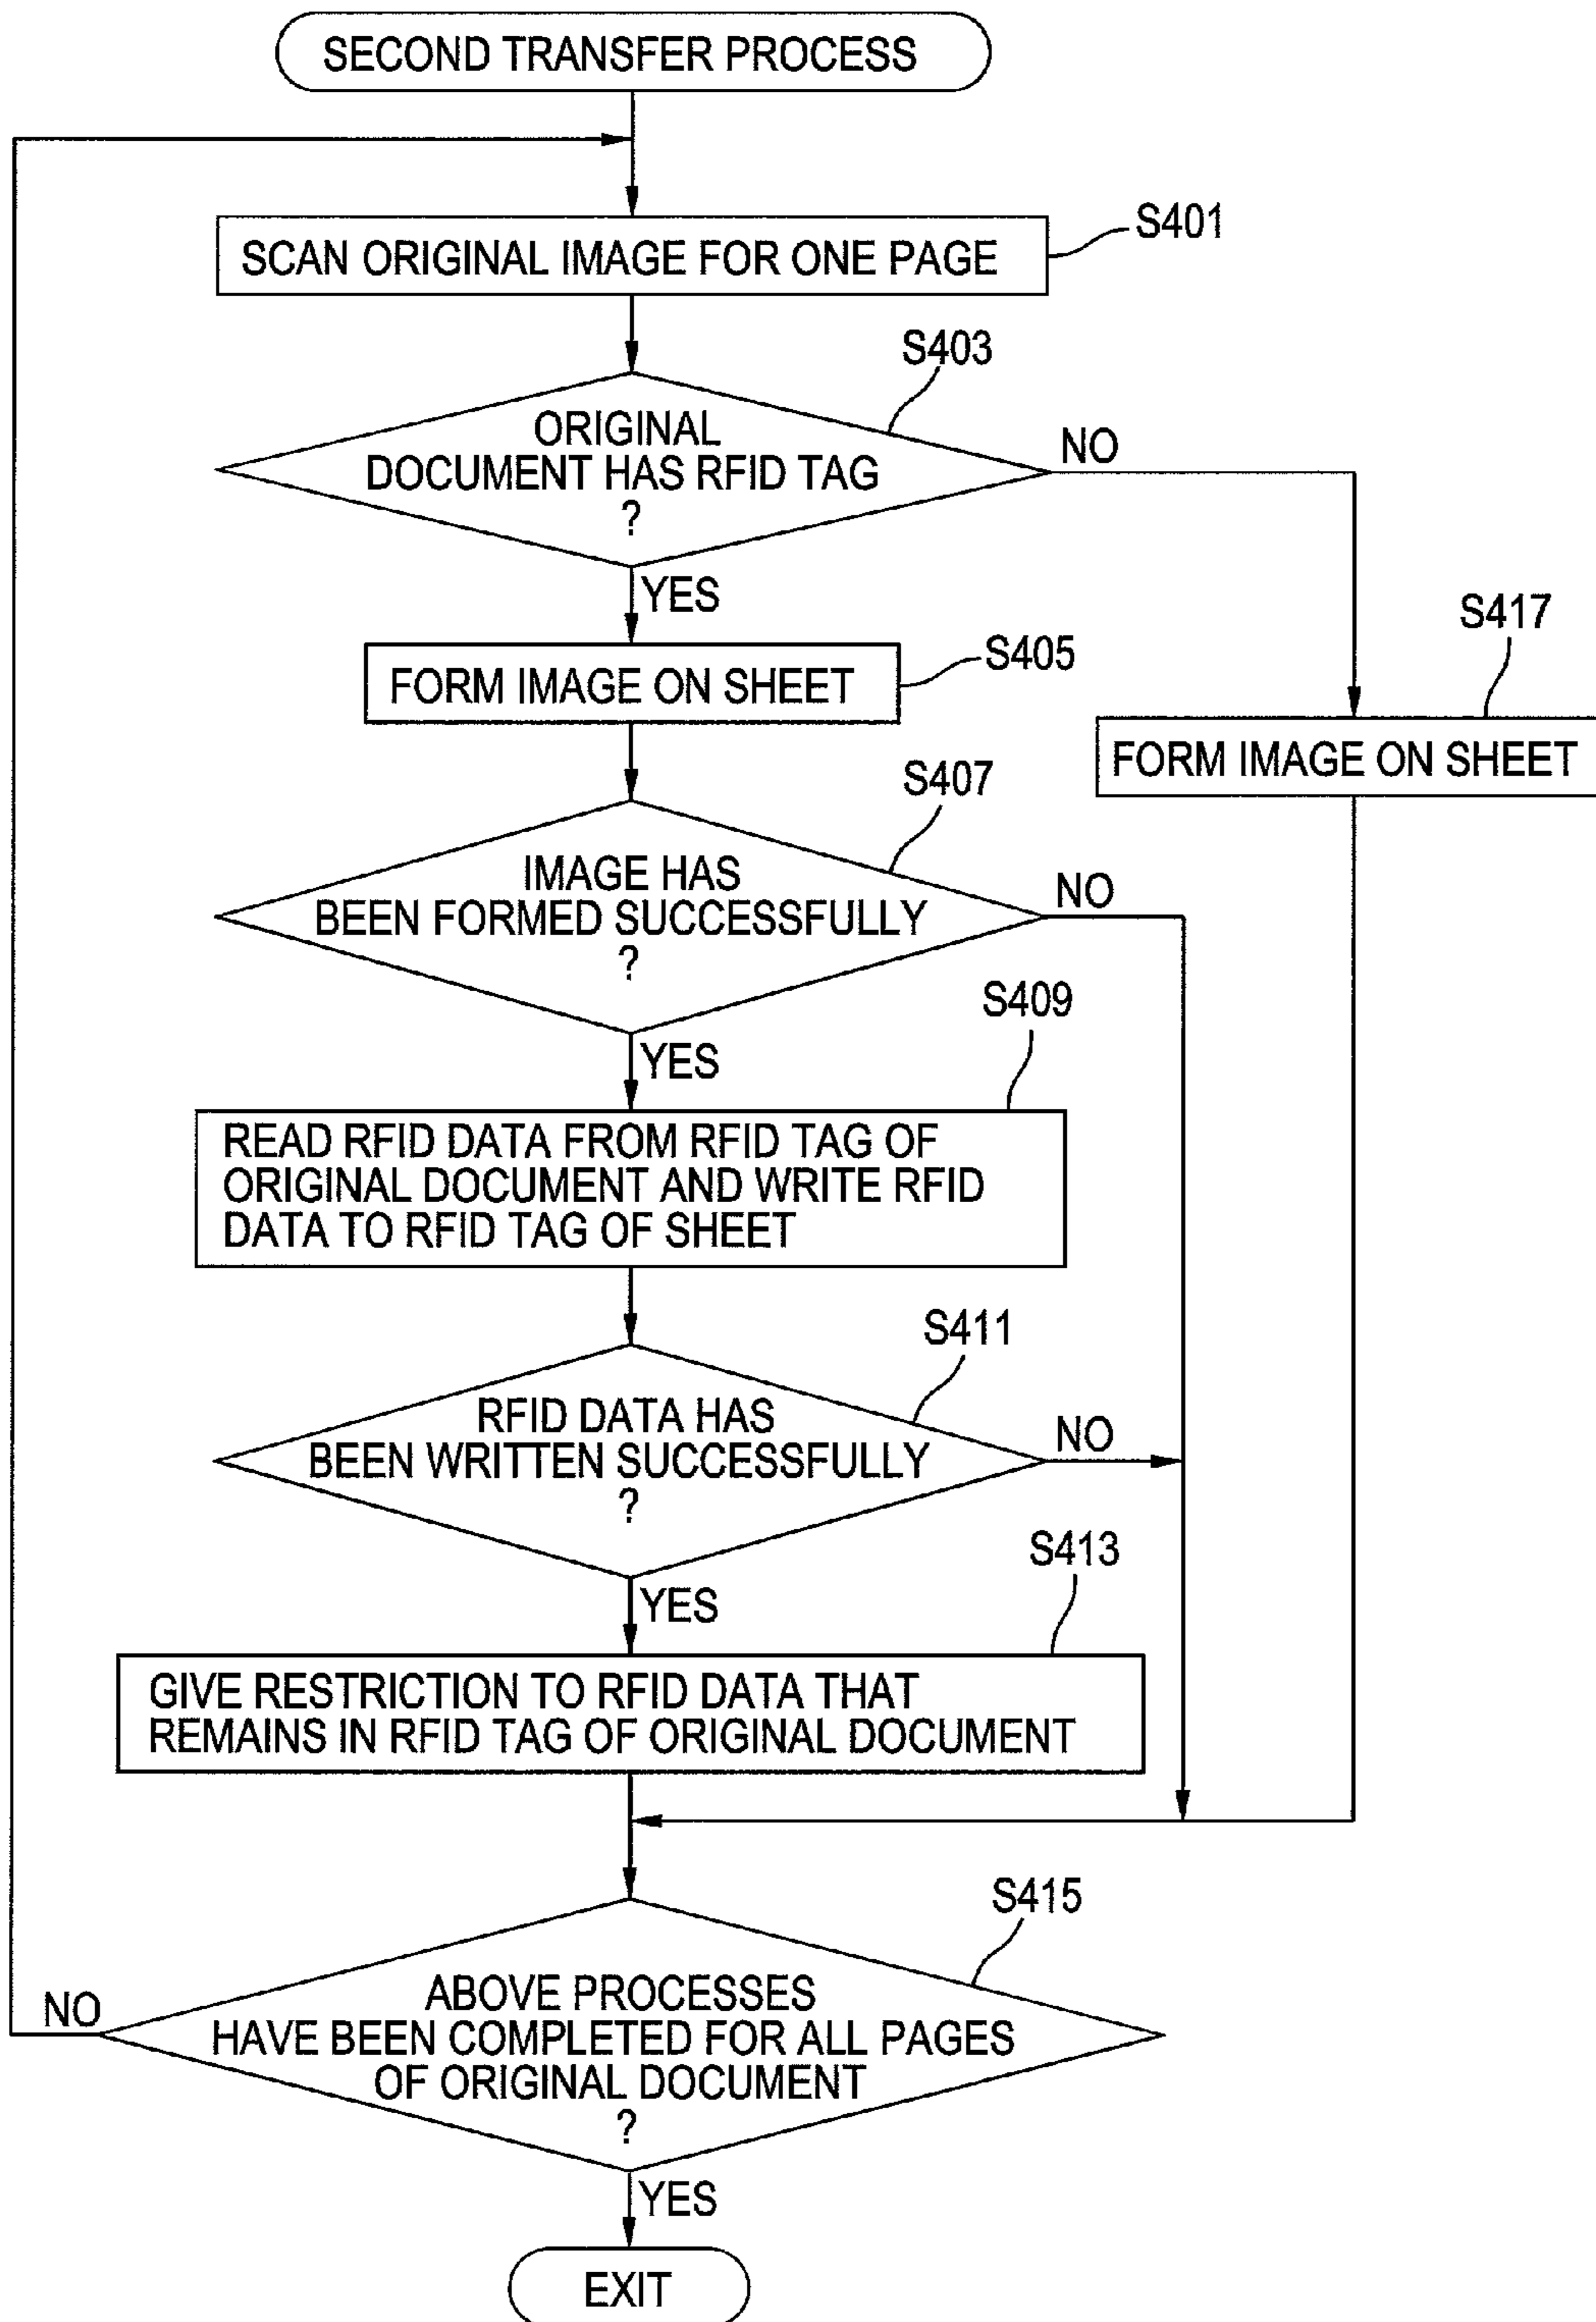 SECOND TRANSFER PROCESS
S401
SCAN ORIGINAL IMAGE FOR ONE PAGE
S403
ORIGINAL
DOCUMENT HAS RFID TAG
?
NO
YES
S417
S405
FORM IMAGE ON SHEET
FORM IMAGE ON SHEET
S407
IMAGE HAS
BEEN FORMED SUCCESSFULLY
?
NO
S409
YES
READ RFID DATA FROM RFID TAG OF
ORIGINAL DOCUMENT AND WRITE RFID
DATA TO RFID TAG OF SHEET
S411
RFID DATA HAS
BEEN WRITTEN SUCCESSFULLY
?
NO
S413
YES
GIVE RESTRICTION TO RFID DATA THAT
REMAINS IN RFID TAG OF ORIGINAL DOCUMENT
S415
ABOVE PROCESSES
HAVE BEEN COMPLETED FOR ALL PAGES
OF ORIGINAL DOCUMENT
?
NO
YES
EXIT